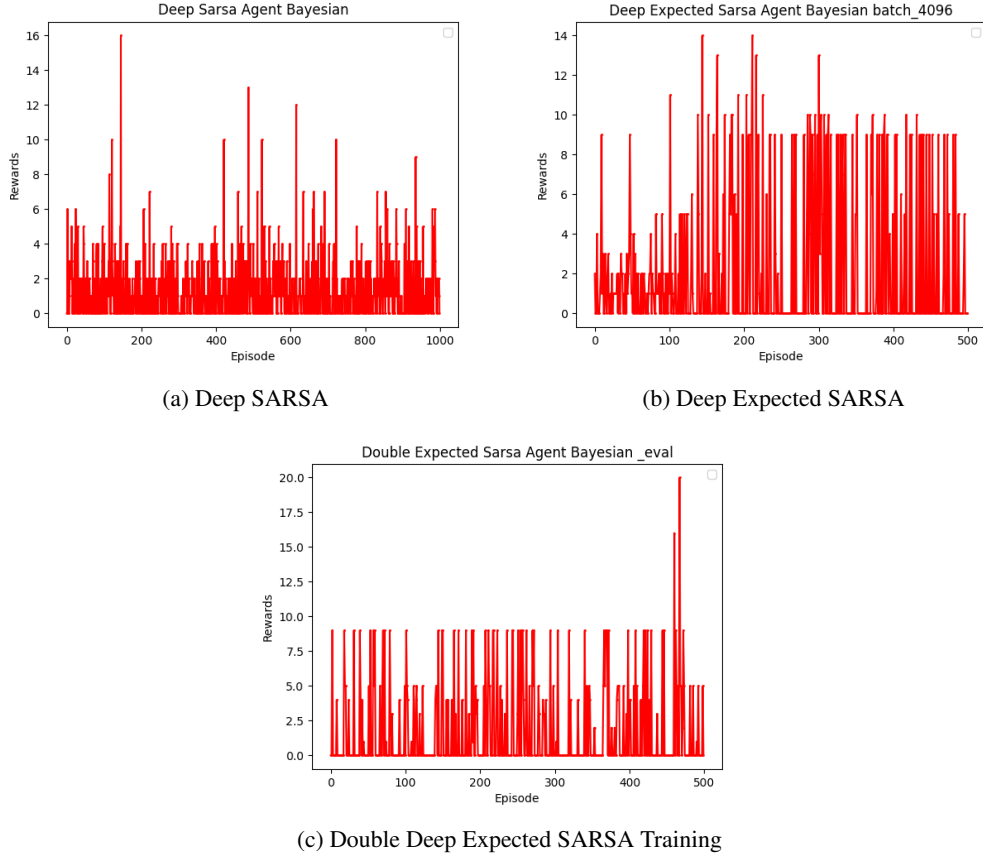 Deep Sarsa Agent Bayesian
16
14
12
10
8
6
4
2
0
Rewards
0 200 400 600 800 1000
Episode
(a) Deep SARSA
Deep Expected Sarsa Agent Bayesian batch_4096
14
12
10
8
6
4
2
0
Rewards
0 100 200 300 400 500
Episode
(b) Deep Expected SARSA
Double Expected Sarsa Agent Bayesian _eval
20.0
17.5
15.0
12.5
10.0
7.5
5.0
2.5
0.0
Rewards
0 100 200 300 400 500
Episode
(c) Double Deep Expected SARSA Training